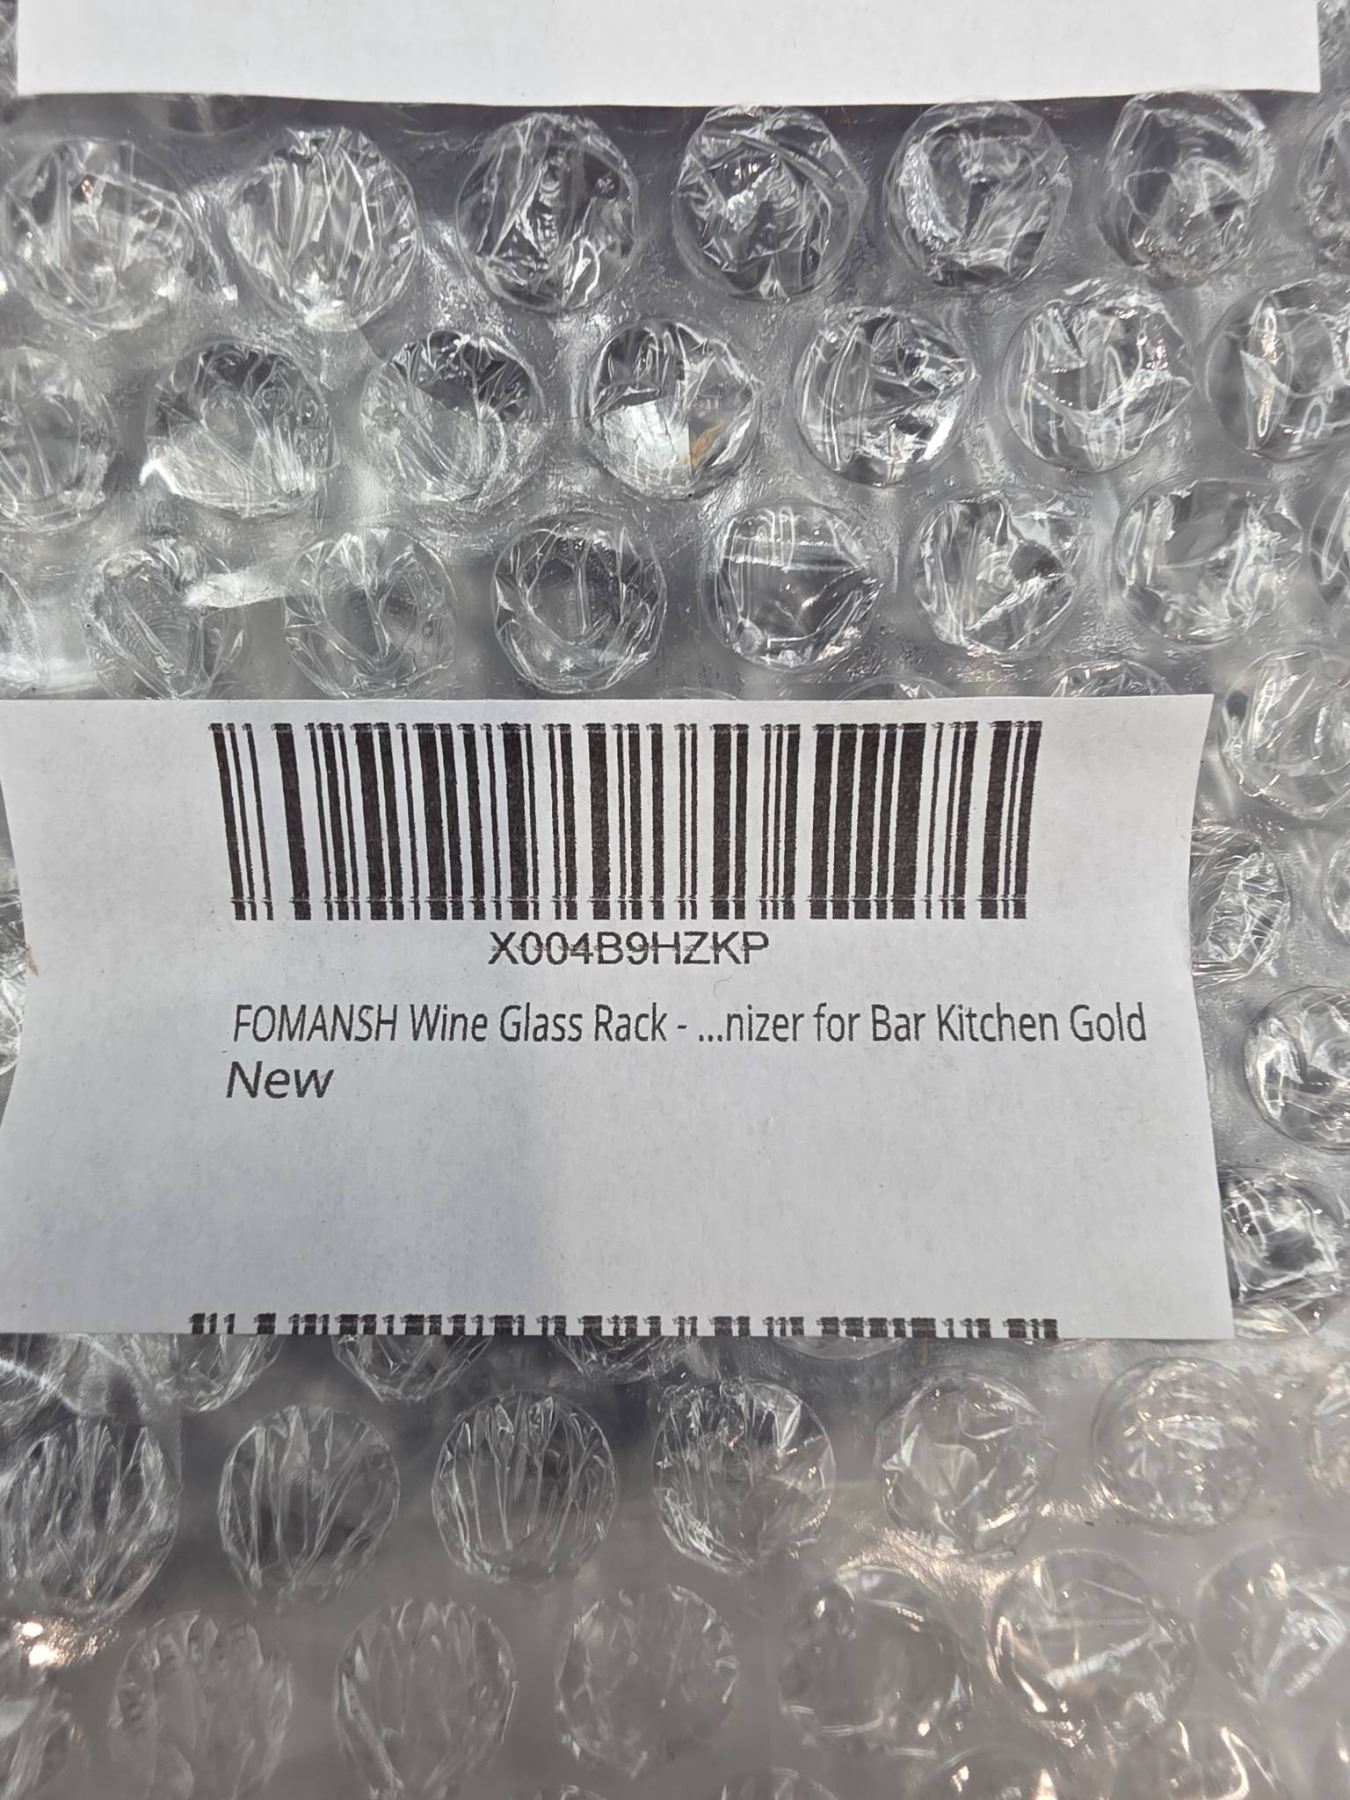 X004B9HZKP
FOMANSH Wine Glass Rack - ...nizer for Bar Kitchen Gold
New